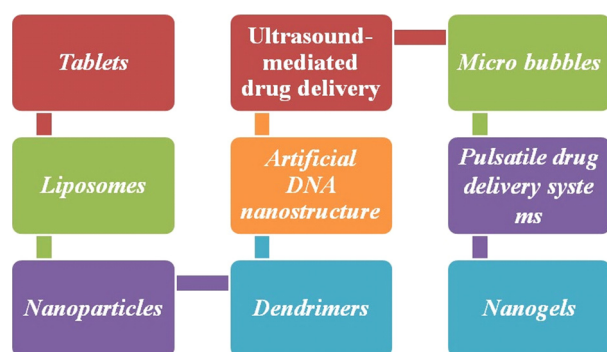 Tablets
Liposomes
Nanoparticles
Dendrimers
Artificial
DNA
nanostructure
Ultrasound-
mediated
drug delivery
Micro bubbles
Pulsatile drug
delivery syste
ms
Nanogels